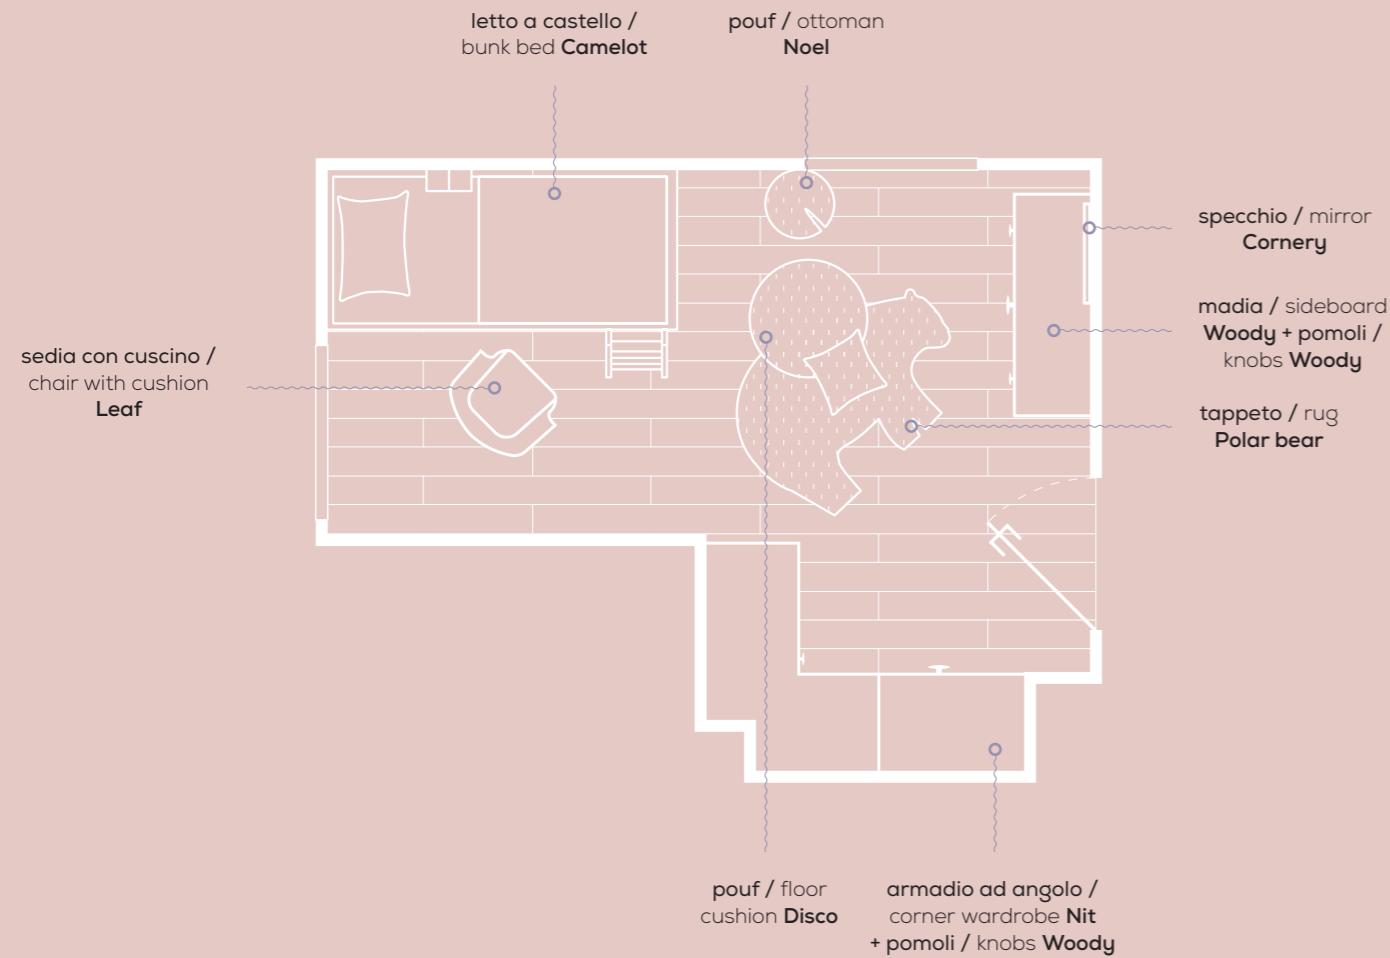 letto a castello /
bunk bed Camelot
pouf / ottoman
Noel
specchio / mirror
Cornery
madia / sideboard
Woody + pomoli /
knobs Woody
sedia con cuscino /
chair with cushion
Leaf
tappeto / rug
Polar bear
pouf / floor
cushion Disco
armadio ad angolo /
corner wardrobe Nit
+ pomoli / knobs Woody